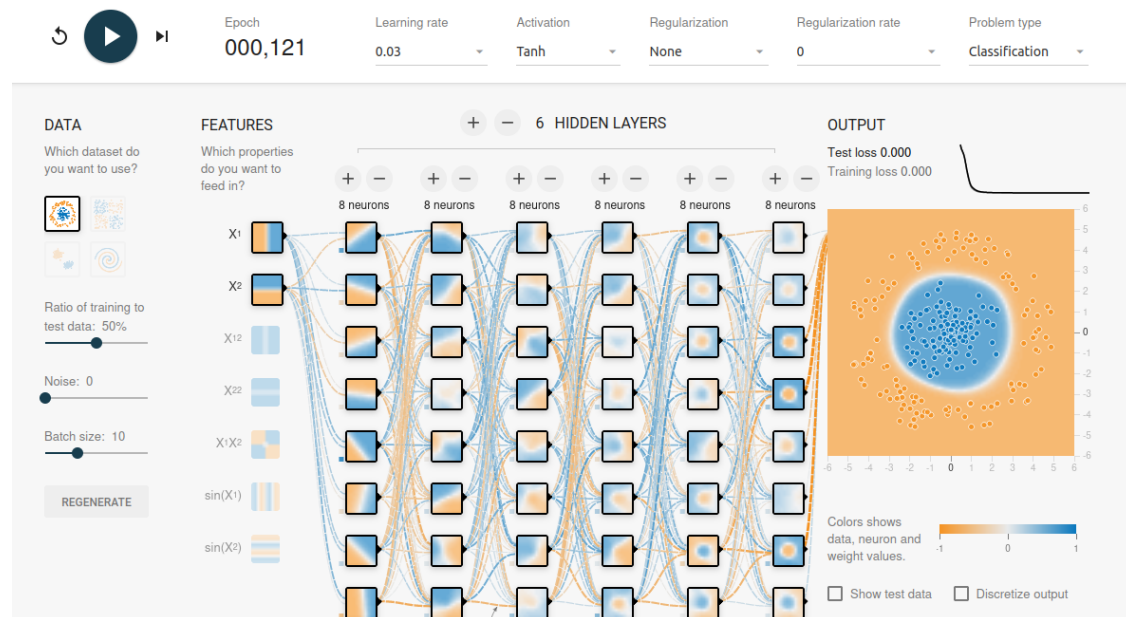 Epoch
000,121
Learning rate
0.03
Activation
Tanh
Regularization
None
Regularization rate
0
Problem type
Classification
DATA
Which dataset do
you want to use?
Ratio of training to
test data: 50%
Noise: 0
Batch size: 10
REGENERATE
FEATURES
Which properties
do you want to
feed in?
X1
X2
X12
X22
X1X2
sin(X1)
sin(X2)
+ − 6 HIDDEN LAYERS
+ − + − + − + − + − + −
8 neurons 8 neurons 8 neurons 8 neurons 8 neurons 8 neurons
OUTPUT
Test loss 0.000
Training loss 0.000
6
5
4
3
2
1
0
-1
-2
-3
-4
-5
-6
-6 -5 -4 -3 -2 -1 0 1 2 3 4 5 6
Colors shows
data, neuron and
weight values.
-1 0 1
Show test data
Discretize output